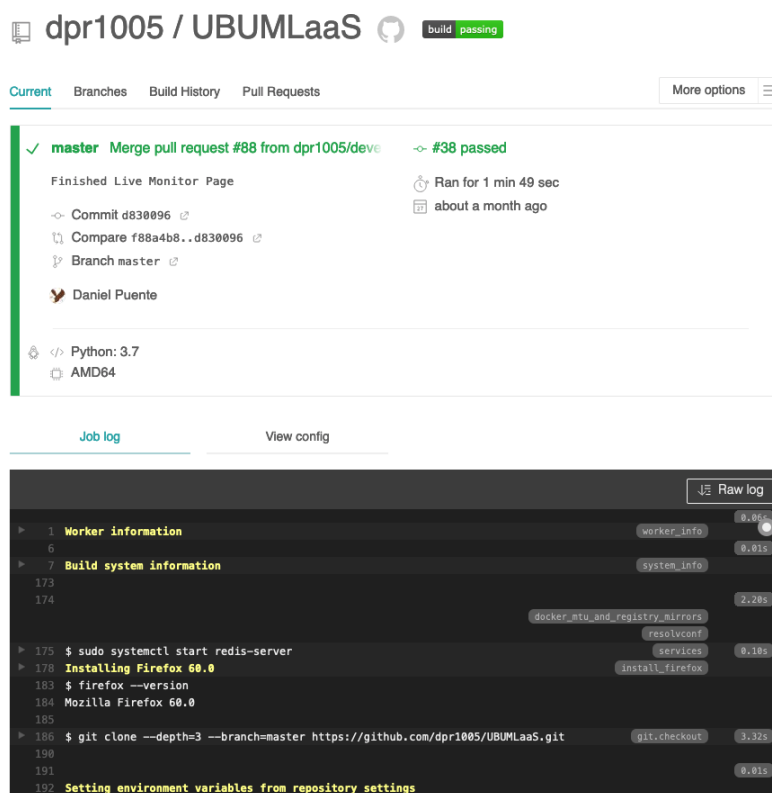 dpr1005 / UBUMLaaS build passing
Current Branches Build History Pull Requests More options
master Merge pull request #88 from dpr1005/deve #38 passed
Finished Live Monitor Page Ran for 1 min 49 sec
about a month ago
Commit d830096
Compare f88a4b8..d830096
Branch master
Daniel Puente
Python: 3.7
AMD64
Job log View config
Raw log
0.06s
1 Worker information worker_info
6 0.01s
7 Build system information system_info
173
174 2.20s
docker_mtu_and_registry_mirrors
resolvconf
175 $ sudo systemctl start redis-server services 0.10s
178 Installing Firefox 60.0 install_firefox
183 $ firefox --version
184 Mozilla Firefox 60.0
185
186 $ git clone --depth=3 --branch=master https://github.com/dpr1005/UBUMLaaS.git git.checkout 3.32s
190
191 0.01s
192 Setting environment variables from repository settings